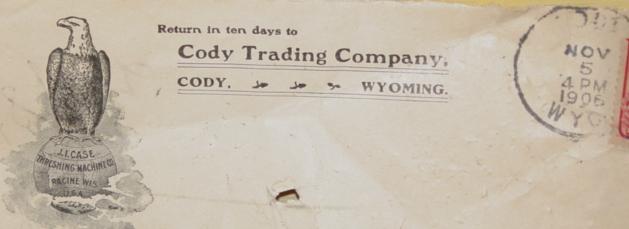 Return in ten days to
Cody Trading Company,
CODY, WYOMING.
NOV
5
4 PM
1906
WYO
J.I. CASE
THRESHING MACHINE CO.
RACINE WIS.
U.S.A.